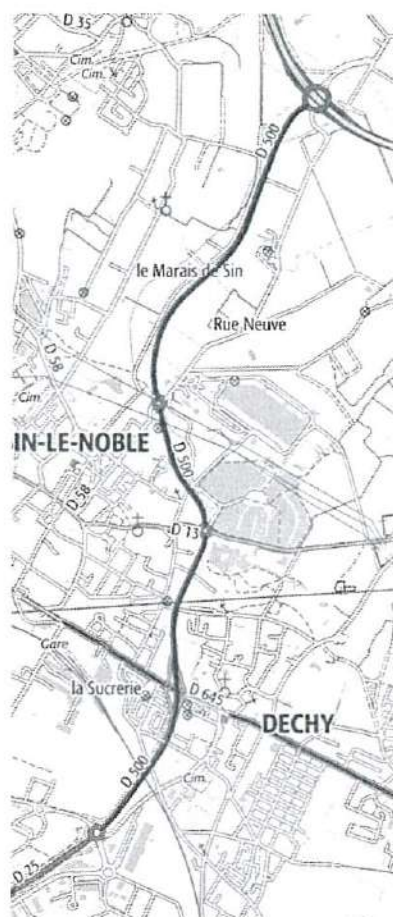 D 35
Cim.
Cim.
D 500
le Marais de Sin
Rue Neuve
D 58
Cim.
IN-LE-NOBLE
D 500
D 58
D 13
Gare
la Sucrerie
D 645
DECHY
D 500
Cim.
D 25